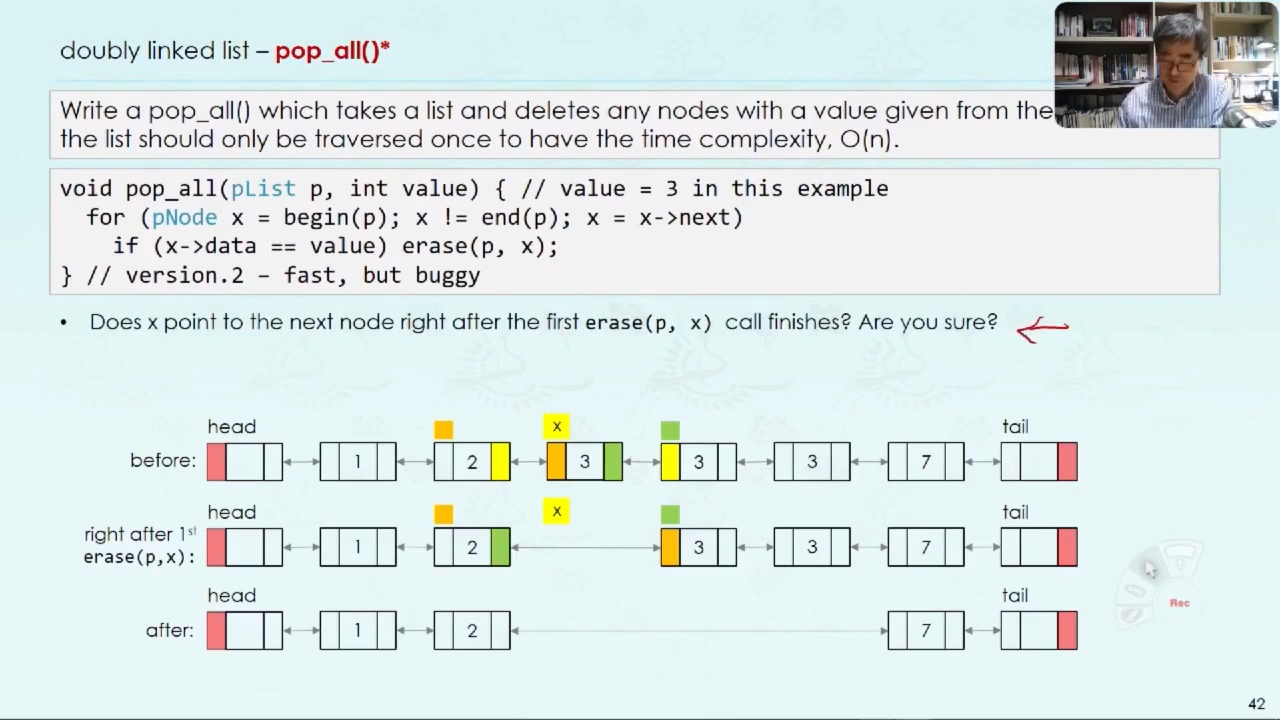 doubly linked list – pop_all()*
Write a pop_all() which takes a list and deletes any nodes with a value given from the
the list should only be traversed once to have the time complexity, O(n).
void pop_all(pList p, int value) { // value = 3 in this example
for (pNode x = begin(p); x != end(p); x = x->next)
if (x->data == value) erase(p, x);
} // version.2 – fast, but buggy
• Does x point to the next node right after the first erase(p, x) call finishes? Are you sure?
head x tail
before: 1 2 3 3 3 7
head x tail
right after 1st
erase(p,x): 1 2 3 3 7
head tail
after: 1 2 7
Rec
42